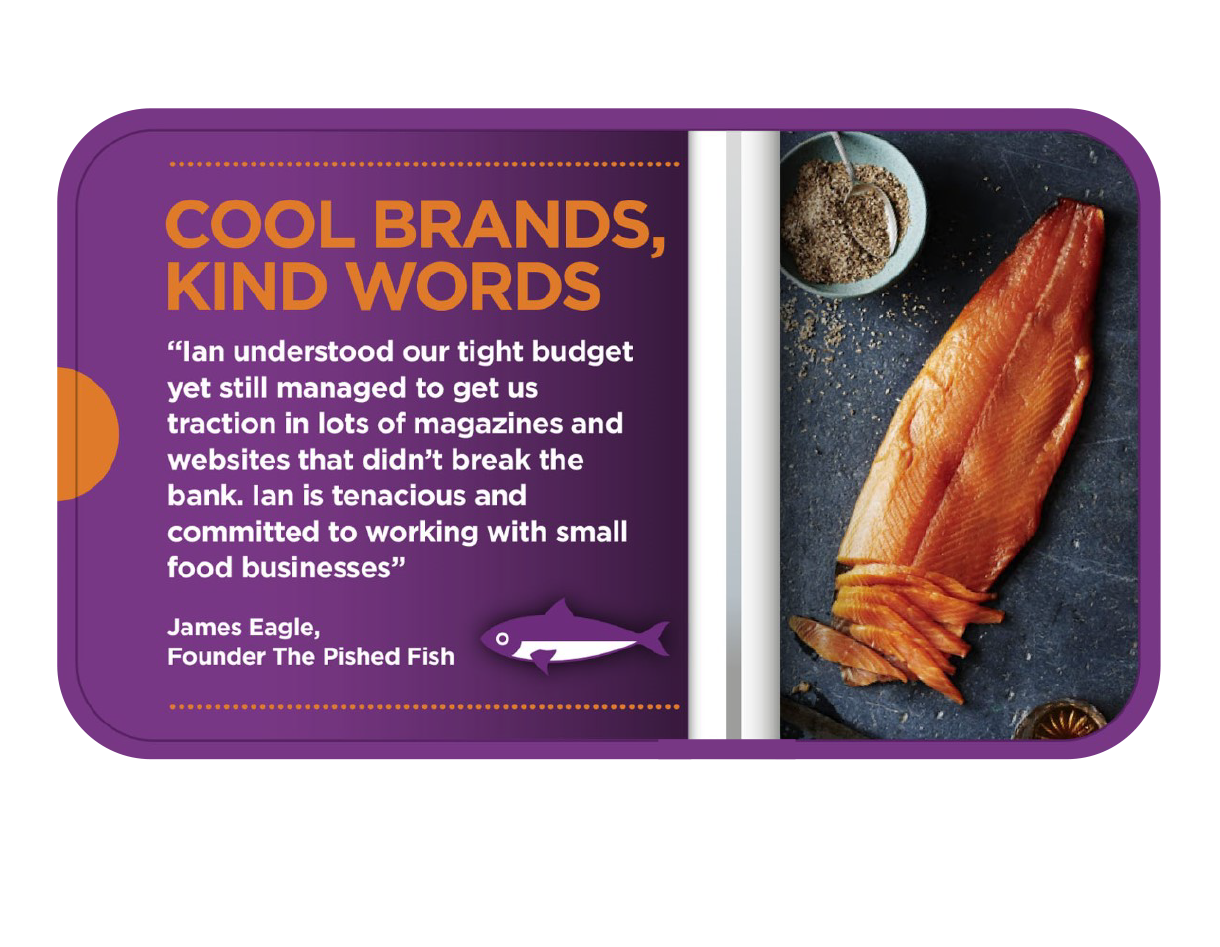 COOL BRANDS,
KIND WORDS
“Ian understood our tight budget
yet still managed to get us
traction in lots of magazines and
websites that didn’t break the
bank. Ian is tenacious and
committed to working with small
food businesses”
James Eagle,
Founder The Pished Fish